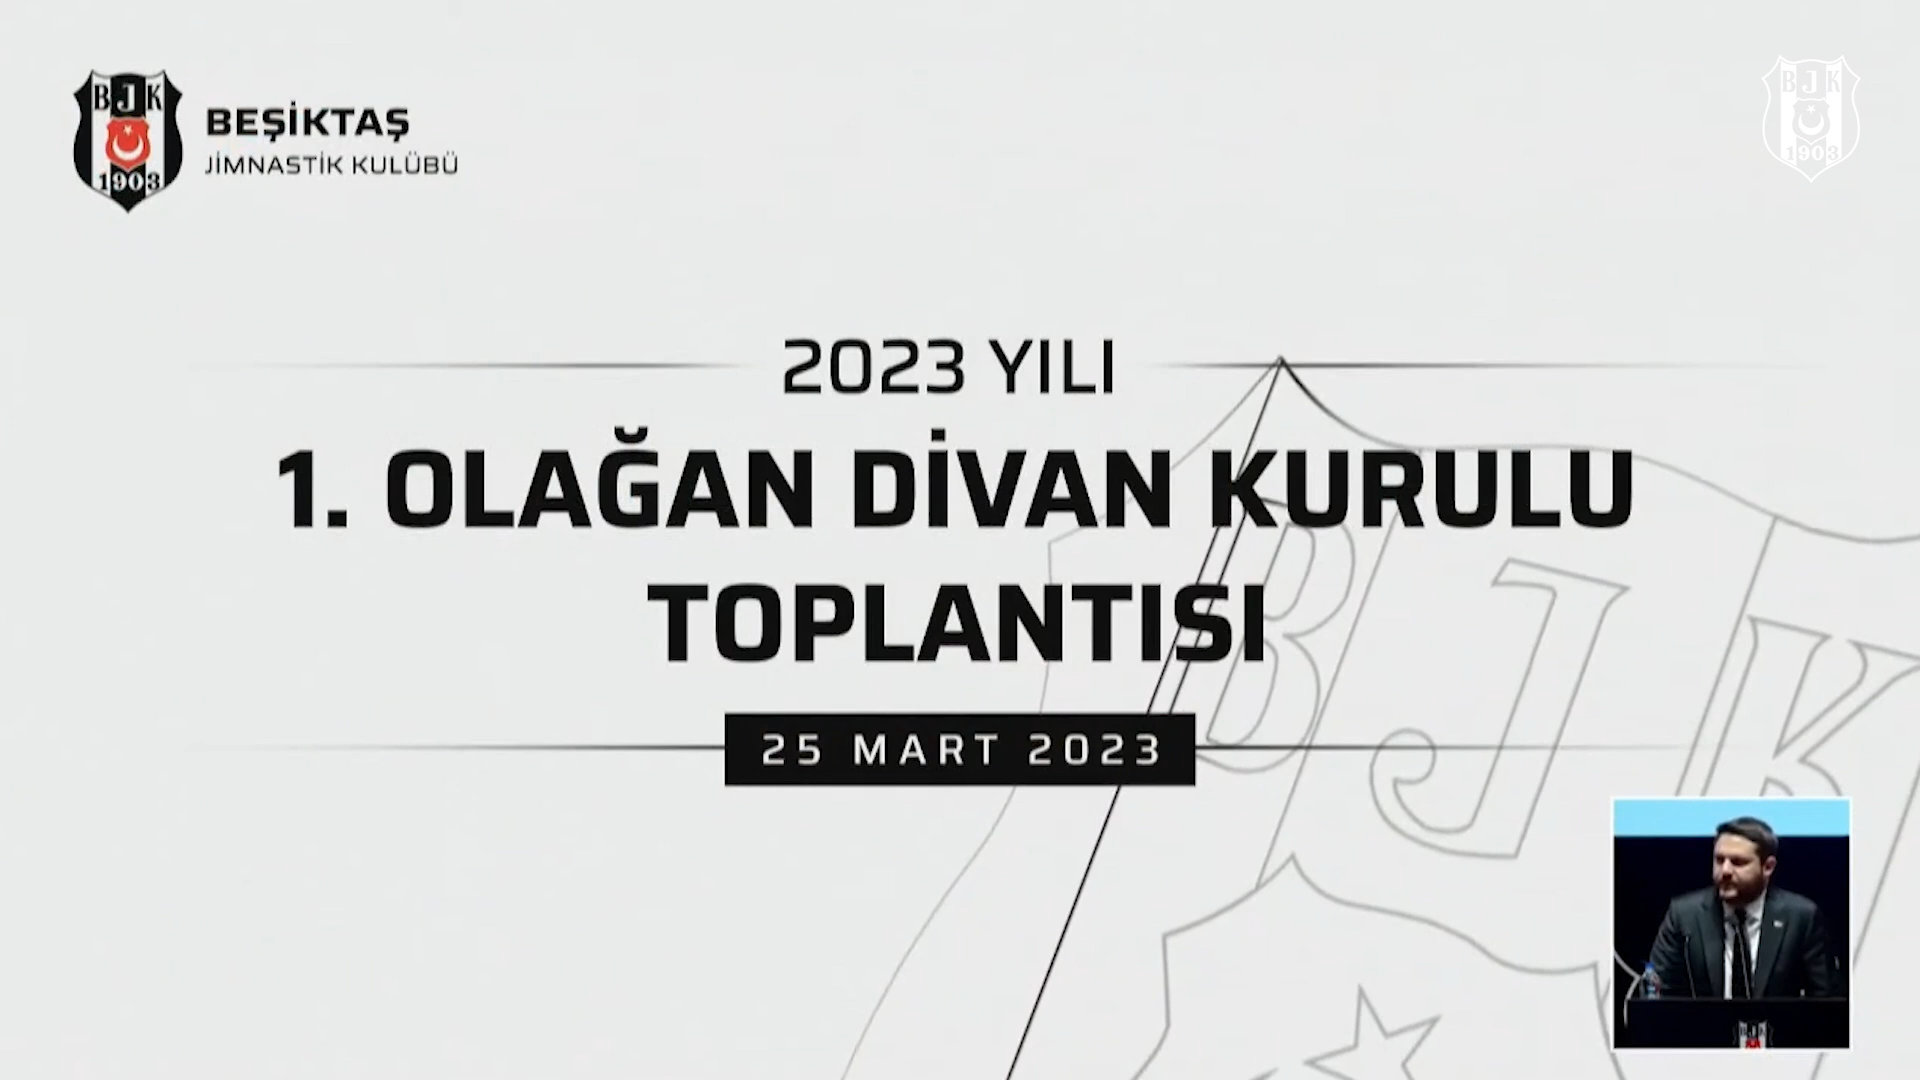 BJK
1903
BEŞİKTAŞ
JİMNASTİK KULÜBÜ
BJK
1903
2023 YILI
1. OLAĞAN DİVAN KURULU
TOPLANTISI
25 MART 2023
BJK
BJK